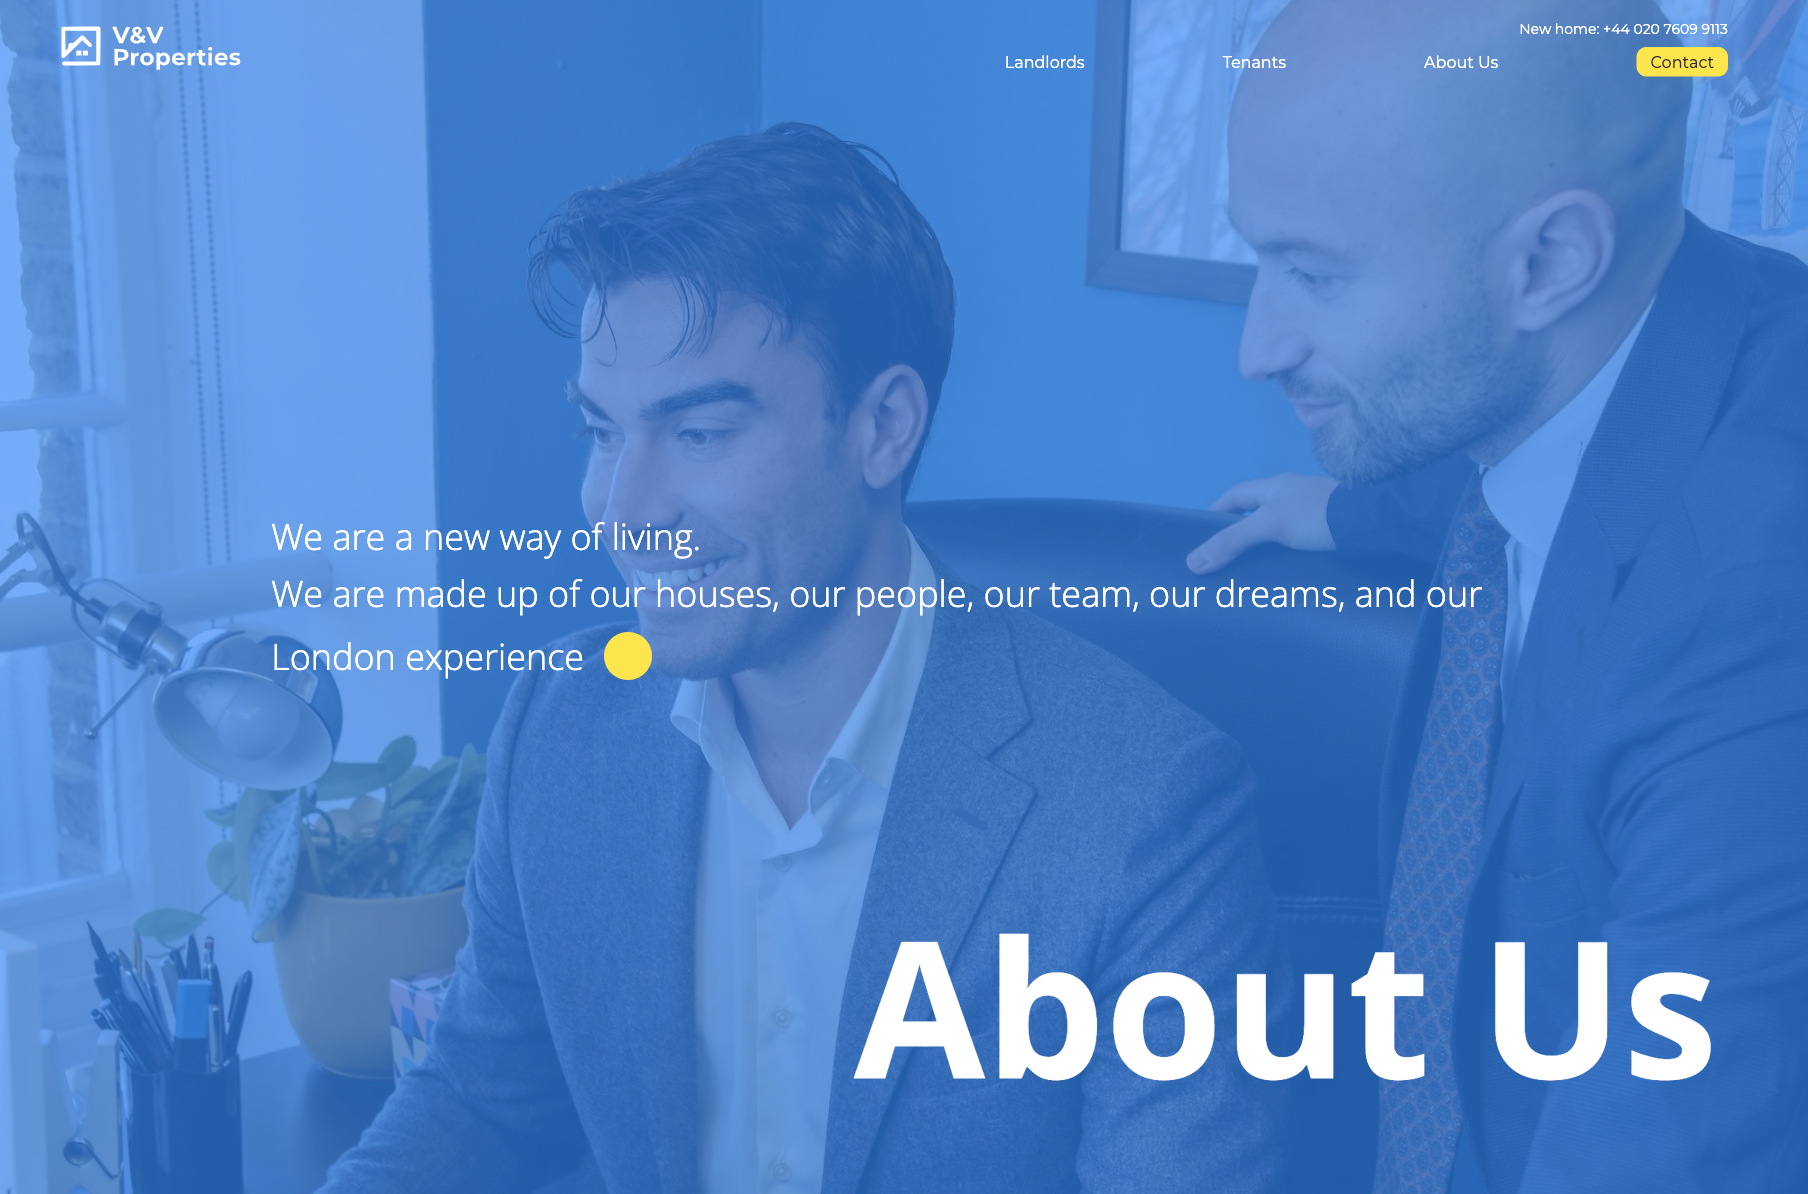 V&V
Properties
New home: +44 020 7609 9113
Landlords
Tenants
About Us
Contact
We are a new way of living.
We are made up of our houses, our people, our team, our dreams, and our
London experience
About Us